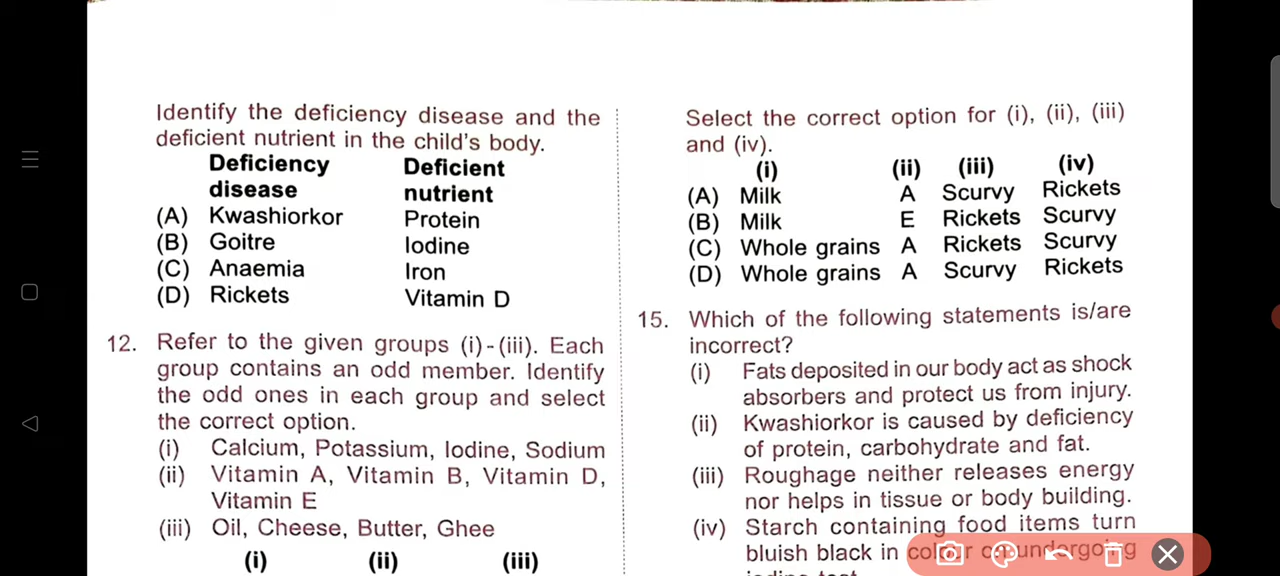 Identify the deficiency disease and the
deficient nutrient in the child's body.
Deficiency Deficient
disease nutrient
(A) Kwashiorkor Protein
(B) Goitre Iodine
(C) Anaemia Iron
(D) Rickets Vitamin D
12. Refer to the given groups (i)-(iii). Each
group contains an odd member. Identify
the odd ones in each group and select
the correct option.
(i) Calcium, Potassium, Iodine, Sodium
(ii) Vitamin A, Vitamin B, Vitamin D,
Vitamin E
(iii) Oil, Cheese, Butter, Ghee
(i) (ii) (iii)
Select the correct option for (i), (ii), (iii)
and (iv).
(i) (ii) (iii) (iv)
(A) Milk A Scurvy Rickets
(B) Milk E Rickets Scurvy
(C) Whole grains A Rickets Scurvy
(D) Whole grains A Scurvy Rickets
15. Which of the following statements is/are
incorrect?
(i) Fats deposited in our body act as shock
absorbers and protect us from injury.
(ii) Kwashiorkor is caused by deficiency
of protein, carbohydrate and fat.
(iii) Roughage neither releases energy
nor helps in tissue or body building.
(iv) Starch containing food items turn
bluish black in